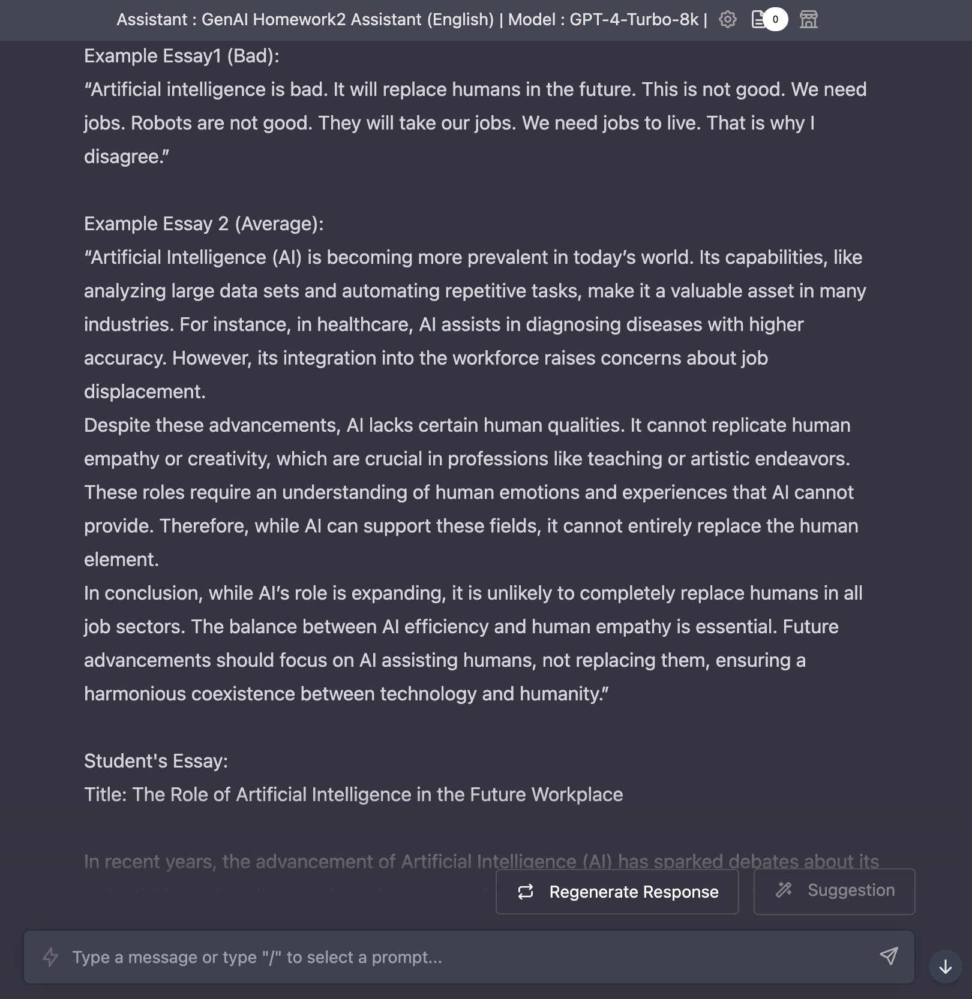 Assistant : GenAI Homework2 Assistant (English) | Model : GPT-4-Turbo-8k | 0
Example Essay1 (Bad):
“Artificial intelligence is bad. It will replace humans in the future. This is not good. We need
jobs. Robots are not good. They will take our jobs. We need jobs to live. That is why I
disagree.”
Example Essay 2 (Average):
“Artificial Intelligence (AI) is becoming more prevalent in today’s world. Its capabilities, like
analyzing large data sets and automating repetitive tasks, make it a valuable asset in many
industries. For instance, in healthcare, AI assists in diagnosing diseases with higher
accuracy. However, its integration into the workforce raises concerns about job
displacement.
Despite these advancements, AI lacks certain human qualities. It cannot replicate human
empathy or creativity, which are crucial in professions like teaching or artistic endeavors.
These roles require an understanding of human emotions and experiences that AI cannot
provide. Therefore, while AI can support these fields, it cannot entirely replace the human
element.
In conclusion, while AI’s role is expanding, it is unlikely to completely replace humans in all
job sectors. The balance between AI efficiency and human empathy is essential. Future
advancements should focus on AI assisting humans, not replacing them, ensuring a
harmonious coexistence between technology and humanity.”
Student's Essay:
Title: The Role of Artificial Intelligence in the Future Workplace
In recent years, the advancement of Artificial Intelligence (AI) has sparked debates about its
Regenerate Response
Suggestion
Type a message or type "/" to select a prompt...